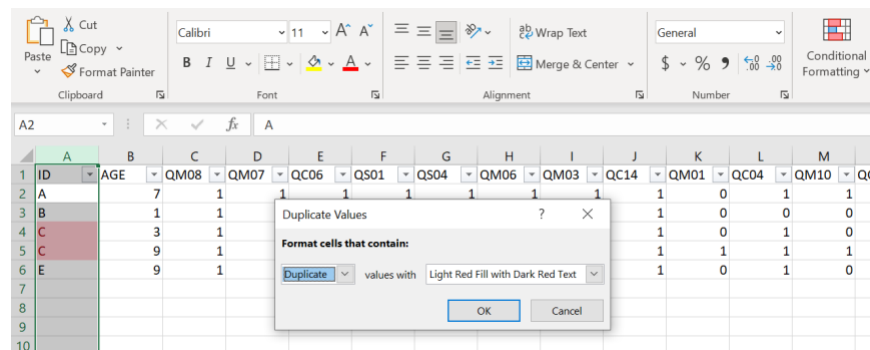 Cut
Copy
Paste
Format Painter
Clipboard
Calibri 11 A^ Aˇ
B I U A
Font
ab Wrap Text
Merge & Center
Alignment
General
$ % 9 .00 .00
Number
Conditional
Formatting
A2 fx A
A B C D E F G H I J K L M
1 ID AGE QM08 QM07 QC06 QS01 QS04 QM06 QM03 QC14 QM01 QC04 QM10 QC
2 A 7 1 1 1 1 1 1 1 1 0 1 1
3 B 1 1 1 0 0 0
4 C 3 1 1 0 1 0
5 C 9 1 1 1 1 1
6 E 9 1 1 0 1 0
7
8
9
10
Duplicate Values ? ×
Format cells that contain:
Duplicate values with Light Red Fill with Dark Red Text
OK Cancel